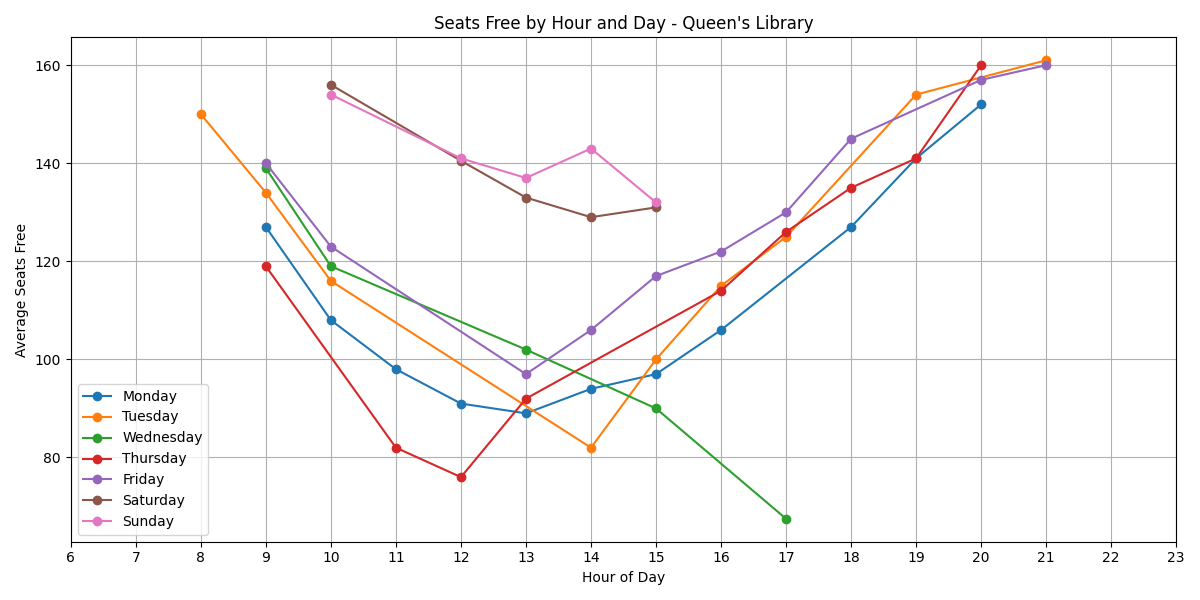 Seats Free by Hour and Day - Queen's Library
Average Seats Free
160
140
120
100
80
Monday
Tuesday
Wednesday
Thursday
Friday
Saturday
Sunday
6 7 8 9 10 11 12 13 14 15 16 17 18 19 20 21 22 23
Hour of Day